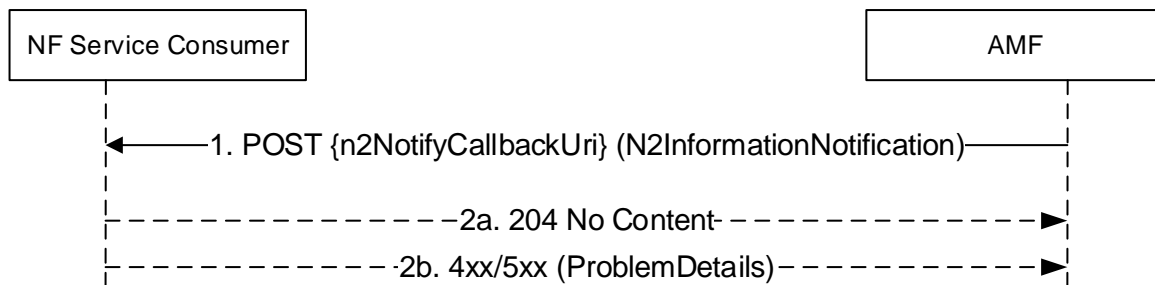 NF Service Consumer
AMF
1. POST {n2NotifyCallbackUri} (N2InformationNotification)
2a. 204 No Content
2b. 4xx/5xx (ProblemDetails)